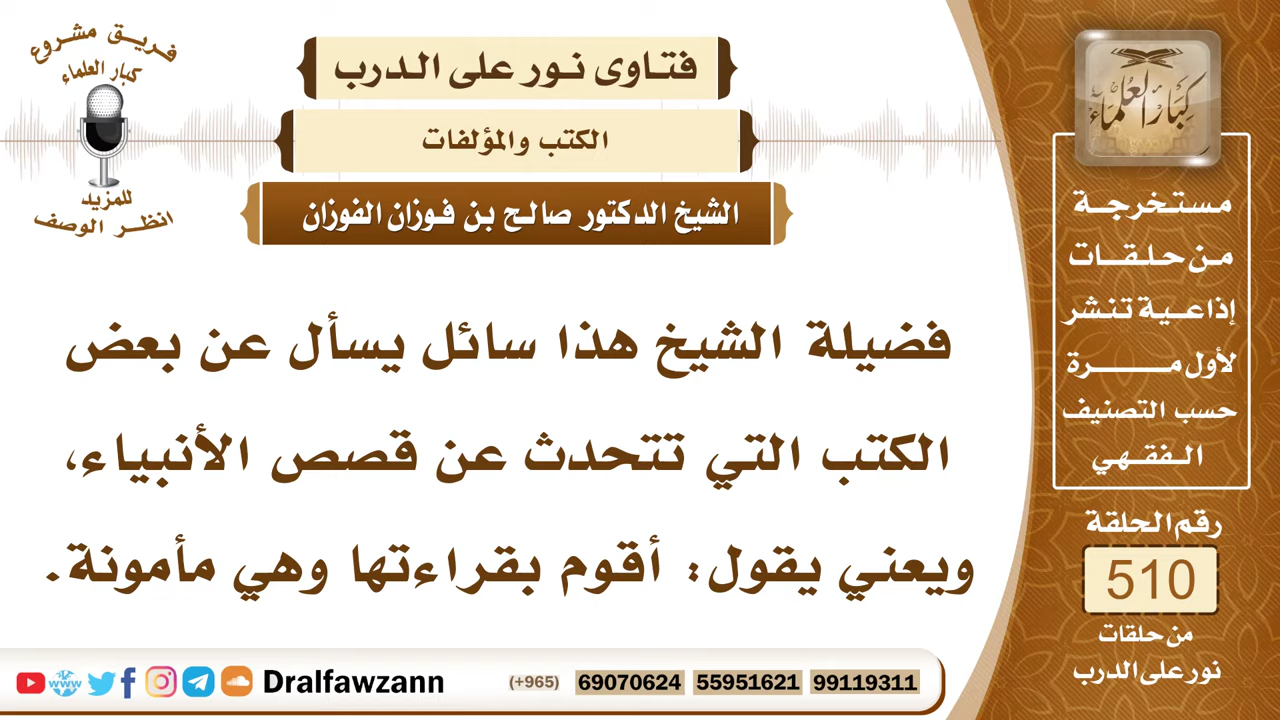 فريق مشروع
كبار العلماء
للمزيد
انظر الوصف
فتاوى نور على الدرب
الكتب والمؤلفات
الشيخ الدكتور صالح بن فوزان الفوزان
فضيلة الشيخ هذا سائل يسأل عن بعض
الكتب التي تتحدث عن قصص الأنبياء،
ويعني يقول: أقوم بقراءتها وهي مأمونة.
كبار العلماء
مستخرجة
من حلقات
إذاعية تنشر
لأول مرة
حسب التصنيف
الفقهي
رقم الحلقة
510
من حلقات
نور على الدرب
www
Dralfawzann
(+965) 69070624 55951621 99119311